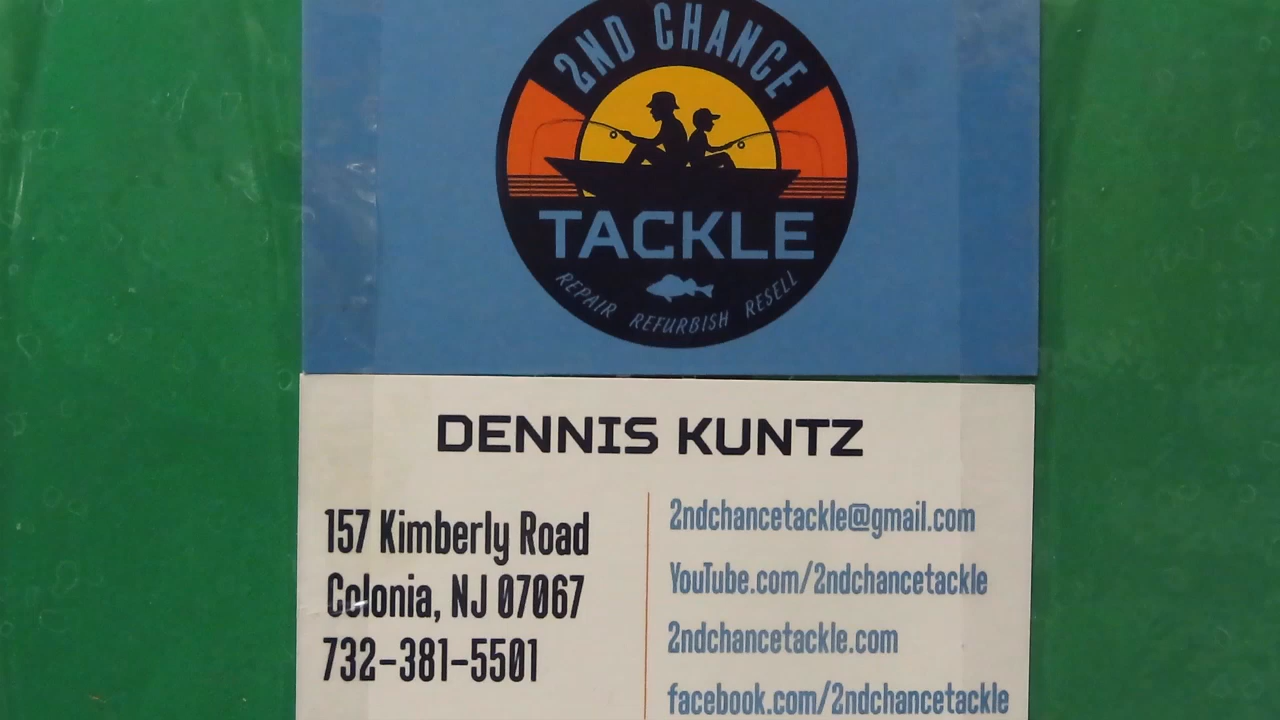 2ND CHANCE
TACKLE
REPAIR REFURBISH RESELL
DENNIS KUNTZ
157 Kimberly Road
Colonia, NJ 07067
732-381-5501
2ndchancetackle@gmail.com
YouTube.com/2ndchancetackle
2ndchancetackle.com
facebook.com/2ndchancetackle